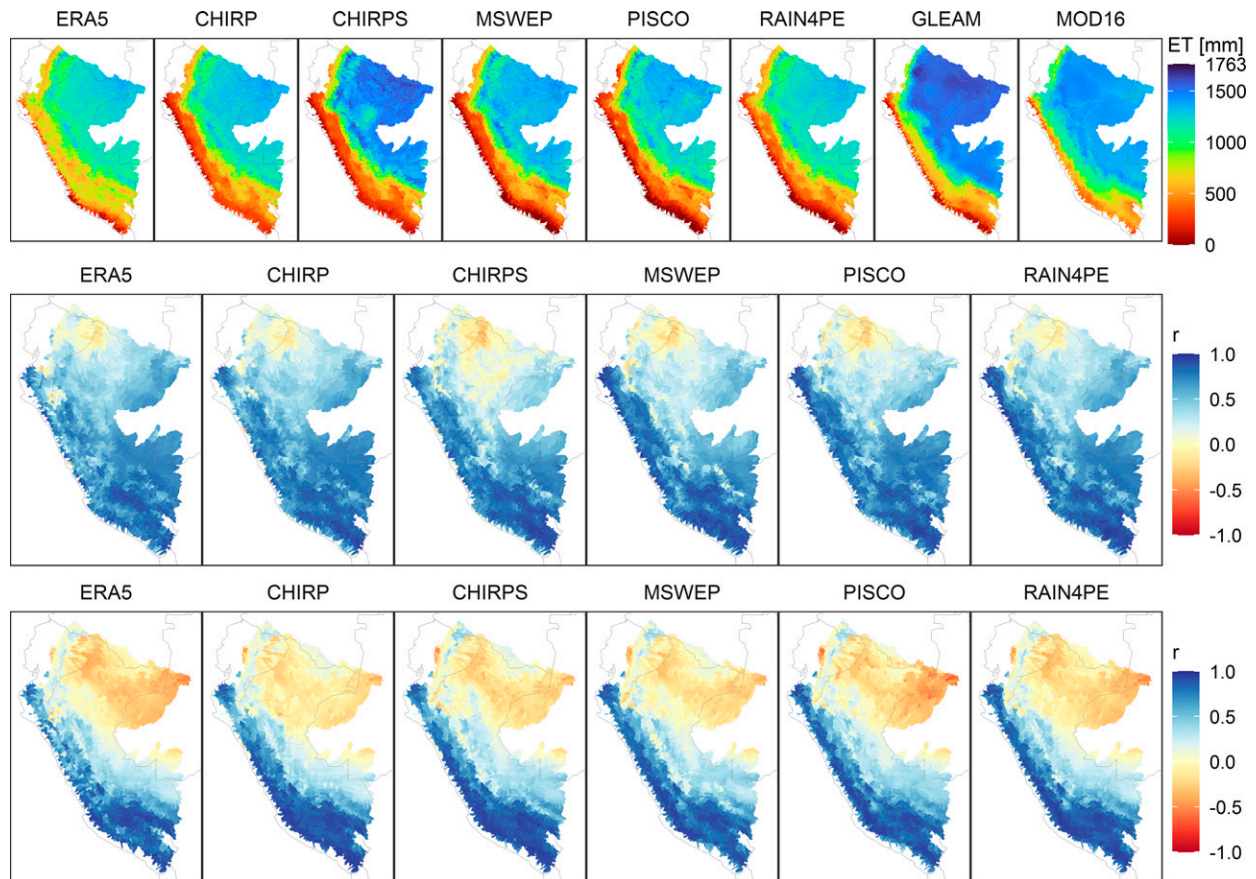 ERA5 CHIRP CHIRPS MSWEP PISCO RAIN4PE GLEAM MOD16
ET [mm]
1763
1500
1000
500
0
ERA5 CHIRP CHIRPS MSWEP PISCO RAIN4PE
r
1.0
0.5
0.0
-0.5
-1.0
ERA5 CHIRP CHIRPS MSWEP PISCO RAIN4PE
r
1.0
0.5
0.0
-0.5
-1.0